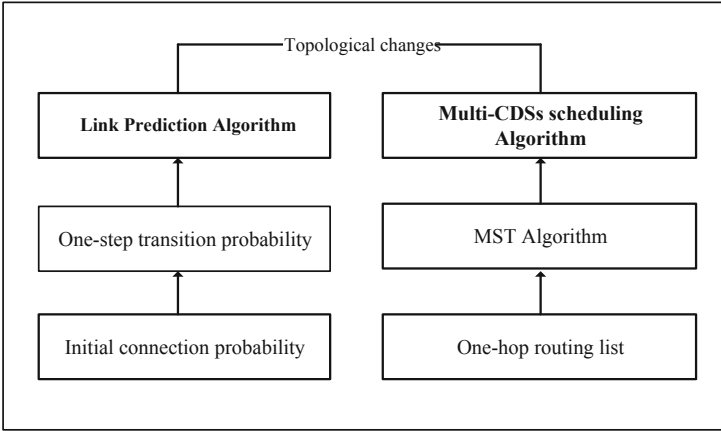 Topological changes
Link Prediction Algorithm
Multi-CDSs scheduling
Algorithm
One-step transition probability
MST Algorithm
Initial connection probability
One-hop routing list